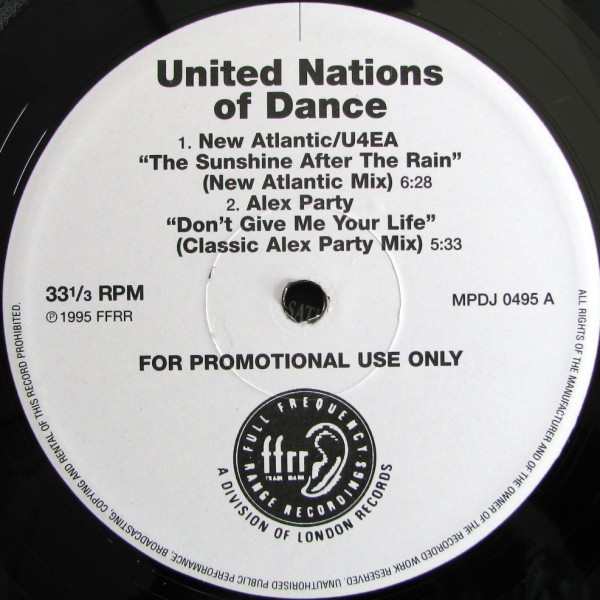 United Nations
of Dance
1. New Atlantic/U4EA
“The Sunshine After The Rain”
(New Atlantic Mix) 6:28
2. Alex Party
“Don't Give Me Your Life”
(Classic Alex Party Mix) 5:33
33 1/3 RPM
℗ 1995 FFRR
MPDJ 0495 A
FOR PROMOTIONAL USE ONLY
FULL FREQUENCY
ffrr
TRADE MARK
RANGE RECORDINGS
A DIVISION OF LONDON RECORDS
ALL RIGHTS OF THE MANUFACTURER AND OF THE OWNER OF THE RECORDED WORK RESERVED. UNAUTHORISED PUBLIC PERFORMANCE, BROADCASTING, COPYING AND RENTAL OF THIS RECORD PROHIBITED.